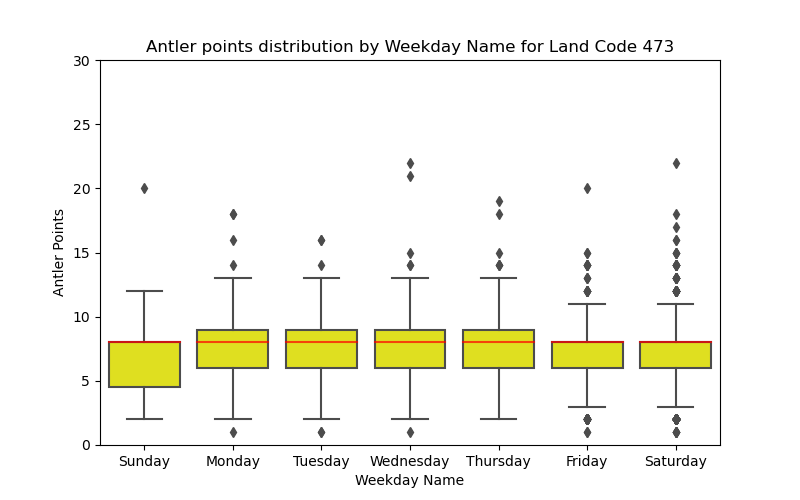 Antler points distribution by Weekday Name for Land Code 473
30
25
20
15
10
5
0
Antler Points
Sunday Monday Tuesday Wednesday Thursday Friday Saturday
Weekday Name